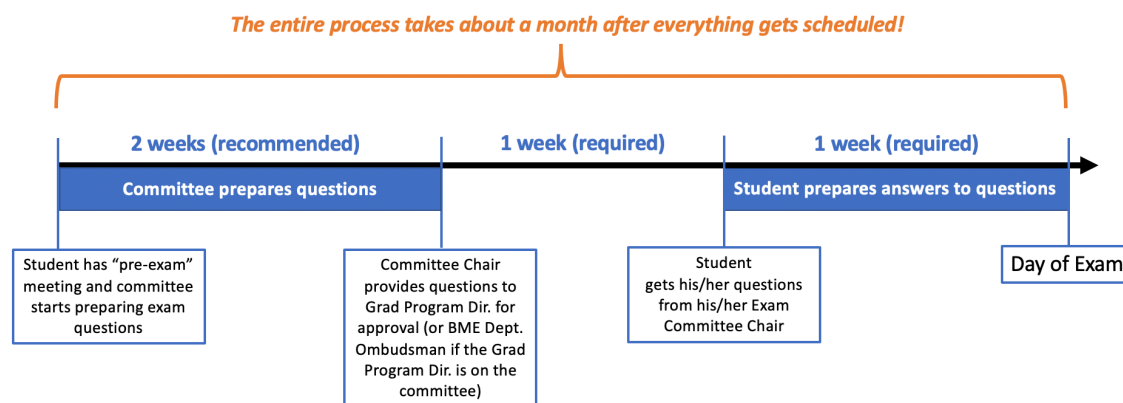 The entire process takes about a month after everything gets scheduled!
2 weeks (recommended)
1 week (required)
1 week (required)
Committee prepares questions
Student prepares answers to questions
Student has “pre-exam”
meeting and committee
starts preparing exam
questions
Committee Chair
provides questions to
Grad Program Dir. for
approval (or BME Dept.
Ombudsman if the Grad
Program Dir. is on the
committee)
Student
gets his/her questions
from his/her Exam
Committee Chair
Day of Exam